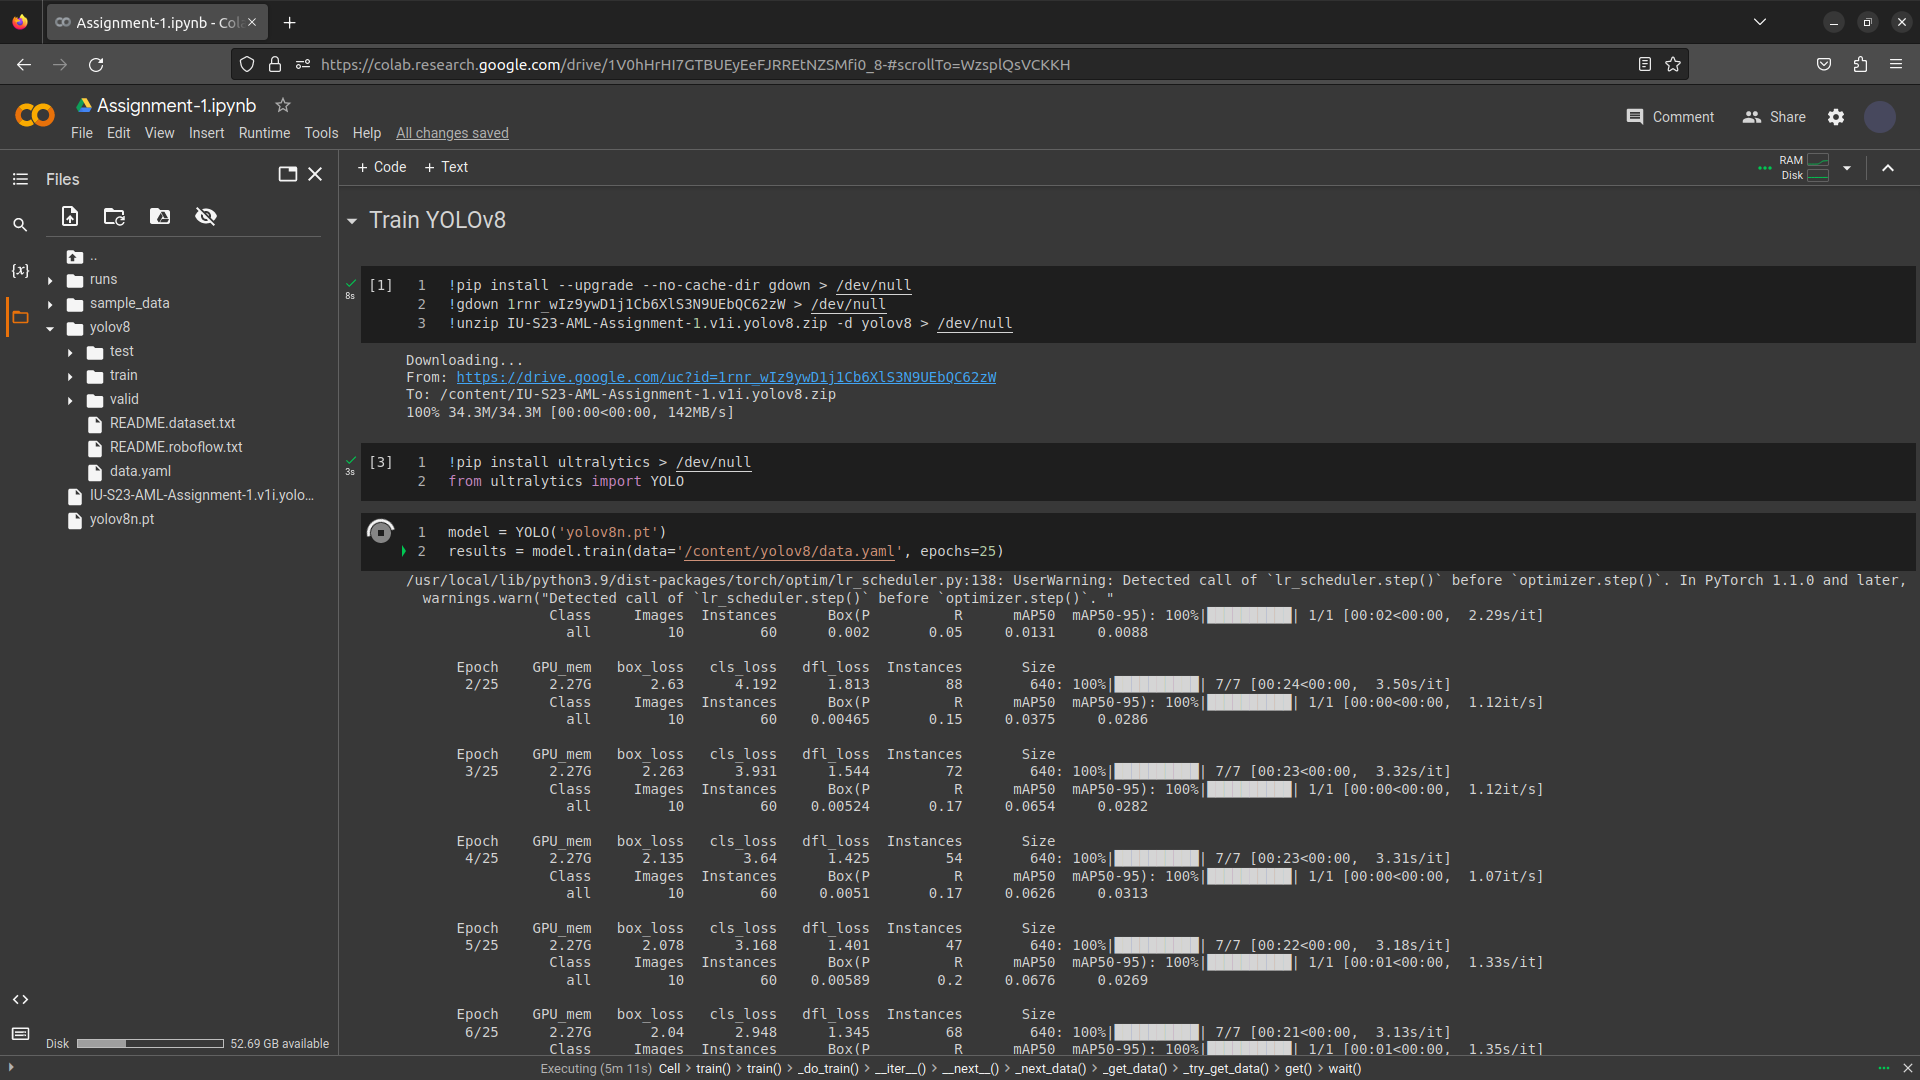 Assignment-1.ipynb - Col
https://colab.research.google.com/drive/1V0hHrHI7GTBUEyEeFJRREtNZSMfi0_8-#scrollTo=WzsplQsVCKKH
Assignment-1.ipynb
File Edit View Insert Runtime Tools Help All changes saved
Comment Share
Files
+ Code + Text
RAM
Disk
..
runs
sample_data
yolov8
test
train
valid
README.dataset.txt
README.roboflow.txt
data.yaml
IU-S23-AML-Assignment-1.v1i.yolo...
yolov8n.pt
Disk 52.69 GB available
Train YOLOv8
8s
[1] 1 !pip install --upgrade --no-cache-dir gdown > /dev/null
2 !gdown 1rnr_wIz9ywD1j1Cb6XlS3N9UEbQC62zW > /dev/null
3 !unzip IU-S23-AML-Assignment-1.v1i.yolov8.zip -d yolov8 > /dev/null
Downloading...
From: https://drive.google.com/uc?id=1rnr_wIz9ywD1j1Cb6XlS3N9UEbQC62zW
To: /content/IU-S23-AML-Assignment-1.v1i.yolov8.zip
100% 34.3M/34.3M [00:00<00:00, 142MB/s]
3s
[3] 1 !pip install ultralytics > /dev/null
2 from ultralytics import YOLO
1 model = YOLO('yolov8n.pt')
2 results = model.train(data='/content/yolov8/data.yaml', epochs=25)
/usr/local/lib/python3.9/dist-packages/torch/optim/lr_scheduler.py:138: UserWarning: Detected call of `lr_scheduler.step()` before `optimizer.step()`. In PyTorch 1.1.0 and later,
warnings.warn("Detected call of `lr_scheduler.step()` before `optimizer.step()`. "
Class Images Instances Box(P R mAP50 mAP50-95): 100%|██████████| 1/1 [00:02<00:00, 2.29s/it]
all 10 60 0.002 0.05 0.0131 0.0088
Epoch GPU_mem box_loss cls_loss dfl_loss Instances Size
2/25 2.27G 2.63 4.192 1.813 88 640: 100%|██████████| 7/7 [00:24<00:00, 3.50s/it]
Class Images Instances Box(P R mAP50 mAP50-95): 100%|██████████| 1/1 [00:00<00:00, 1.12it/s]
all 10 60 0.00465 0.15 0.0375 0.0286
Epoch GPU_mem box_loss cls_loss dfl_loss Instances Size
3/25 2.27G 2.263 3.931 1.544 72 640: 100%|██████████| 7/7 [00:23<00:00, 3.32s/it]
Class Images Instances Box(P R mAP50 mAP50-95): 100%|██████████| 1/1 [00:00<00:00, 1.12it/s]
all 10 60 0.00524 0.17 0.0654 0.0282
Epoch GPU_mem box_loss cls_loss dfl_loss Instances Size
4/25 2.27G 2.135 3.64 1.425 54 640: 100%|██████████| 7/7 [00:23<00:00, 3.31s/it]
Class Images Instances Box(P R mAP50 mAP50-95): 100%|██████████| 1/1 [00:00<00:00, 1.07it/s]
all 10 60 0.0051 0.17 0.0626 0.0313
Epoch GPU_mem box_loss cls_loss dfl_loss Instances Size
5/25 2.27G 2.078 3.168 1.401 47 640: 100%|██████████| 7/7 [00:22<00:00, 3.18s/it]
Class Images Instances Box(P R mAP50 mAP50-95): 100%|██████████| 1/1 [00:01<00:00, 1.33s/it]
all 10 60 0.00589 0.2 0.0676 0.0269
Epoch GPU_mem box_loss cls_loss dfl_loss Instances Size
6/25 2.27G 2.04 2.948 1.345 68 640: 100%|██████████| 7/7 [00:21<00:00, 3.13s/it]
Class Images Instances Box(P R mAP50 mAP50-95): 100%|██████████| 1/1 [00:01<00:00, 1.35s/it]
Executing (5m 11s) Cell > train() > train() > _do_train() > __iter__() > __next__() > _next_data() > _get_data() > _try_get_data() > get() > wait()